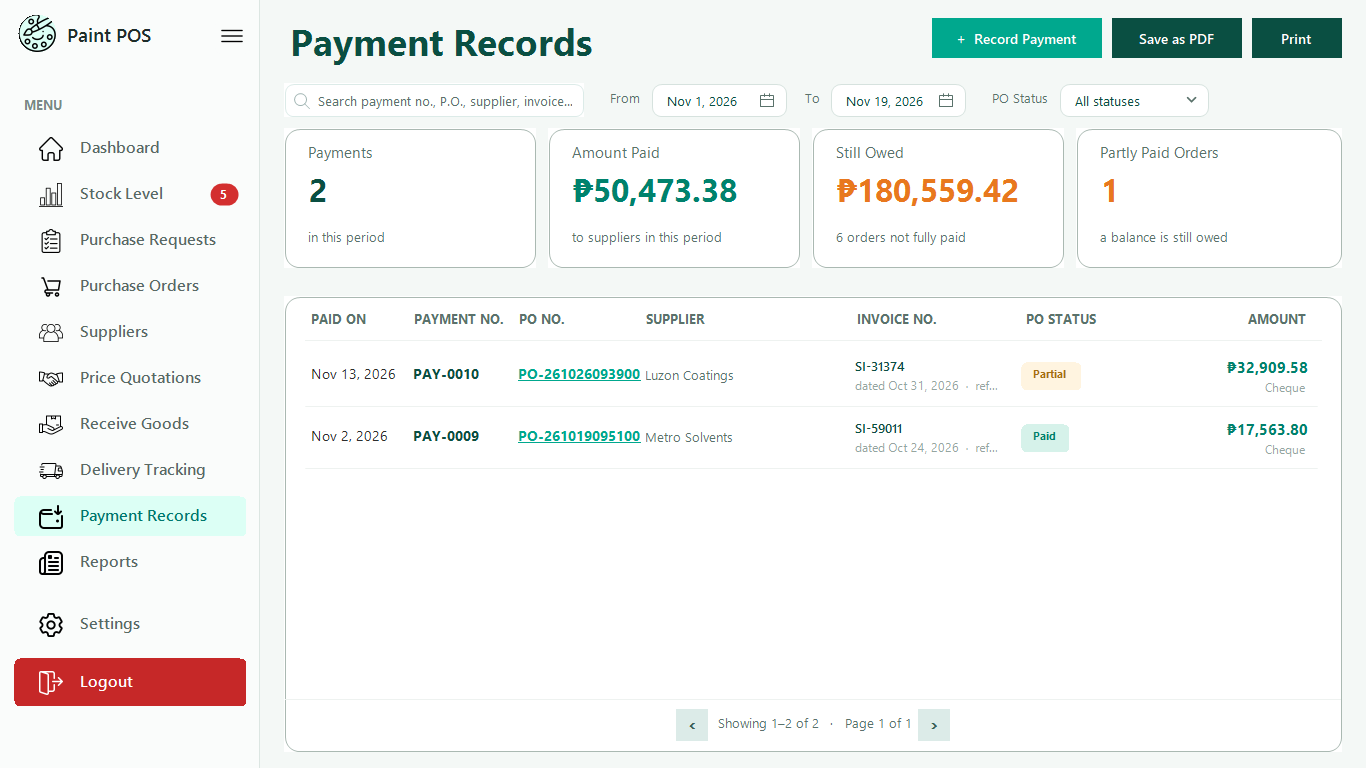 Paint POS
MENU
Dashboard
Stock Level 5
Purchase Requests
Purchase Orders
Suppliers
Price Quotations
Receive Goods
Delivery Tracking
Payment Records
Reports
Settings
Logout
Payment Records
+ Record Payment
Save as PDF
Print
Search payment no., P.O., supplier, invoice...
From Nov 1, 2026 To Nov 19, 2026 PO Status All statuses
Payments
2
in this period
Amount Paid
₱50,473.38
to suppliers in this period
Still Owed
₱180,559.42
6 orders not fully paid
Partly Paid Orders
1
a balance is still owed
PAID ON PAYMENT NO. PO NO. SUPPLIER INVOICE NO. PO STATUS AMOUNT
Nov 13, 2026 PAY-0010 PO-261026093900 Luzon Coatings SI-31374 Partial ₱32,909.58
dated Oct 31, 2026 · ref... Cheque
Nov 2, 2026 PAY-0009 PO-261019095100 Metro Solvents SI-59011 Paid ₱17,563.80
dated Oct 24, 2026 · ref... Cheque
‹ Showing 1–2 of 2 · Page 1 of 1 ›